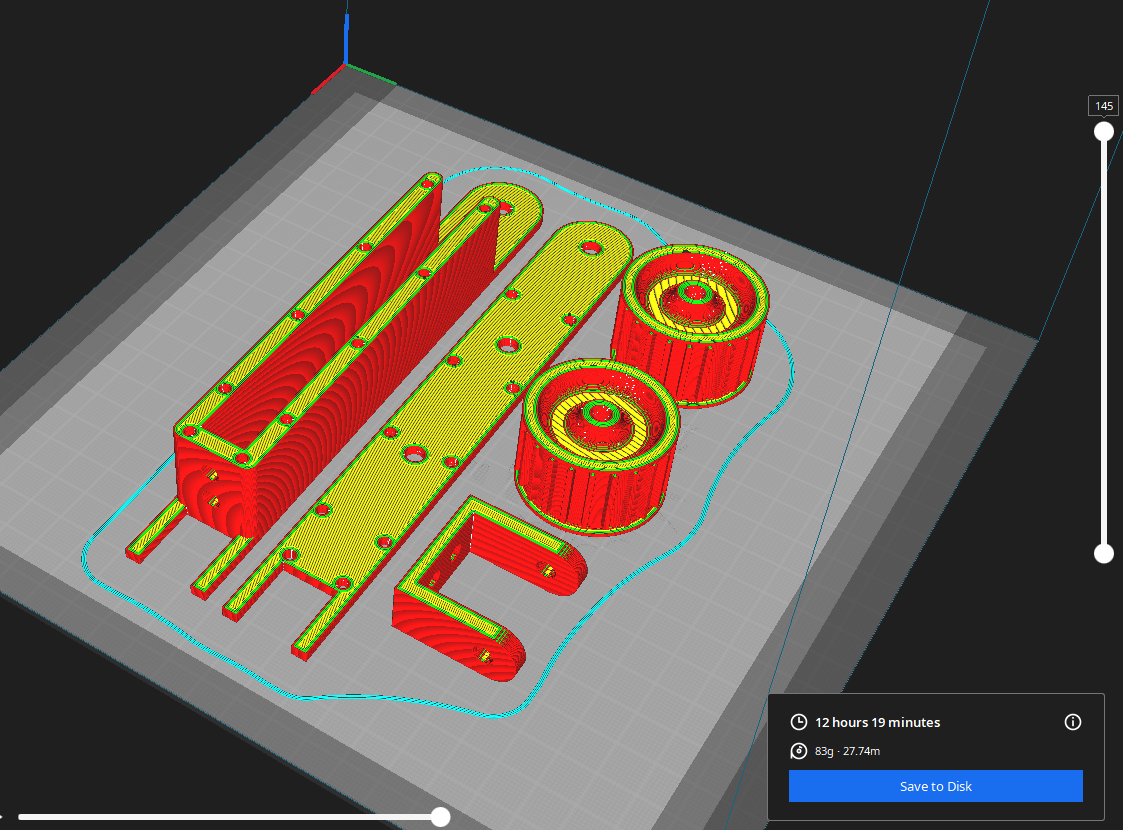 145
12 hours 19 minutes
83g · 27.74m
Save to Disk